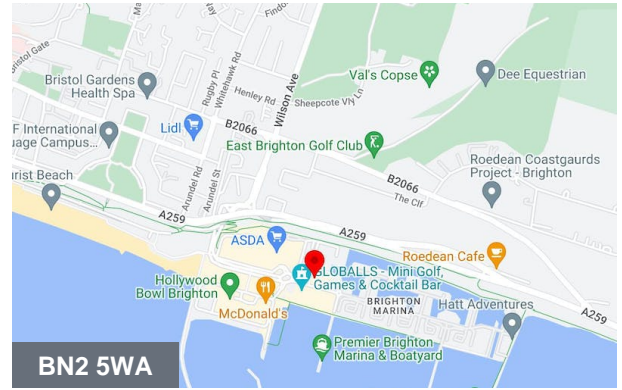 Bristol Gate
Bristol Gardens
Health Spa
Rugby Pl
Whitehawk Rd
Wilson Ave
Henley Rd
Sheepcote Vly Ln
Val's Copse
Dee Equestrian
F International
uage Campus...
Lidl
B2066
East Brighton Golf Club
Roedean Coastgaurds
Project - Brighton
B2066
The Clf
urist Beach
Arundel Rd
Arundel St
A259
ASDA
A259
Roedean Cafe
GLOBALLS - Mini Golf,
Games & Cocktail Bar
Hollywood
Bowl Brighton
McDonald's
BRIGHTON
MARINA
Hatt Adventures
A259
Premier Brighton
Marina & Boatyard
BN2 5WA